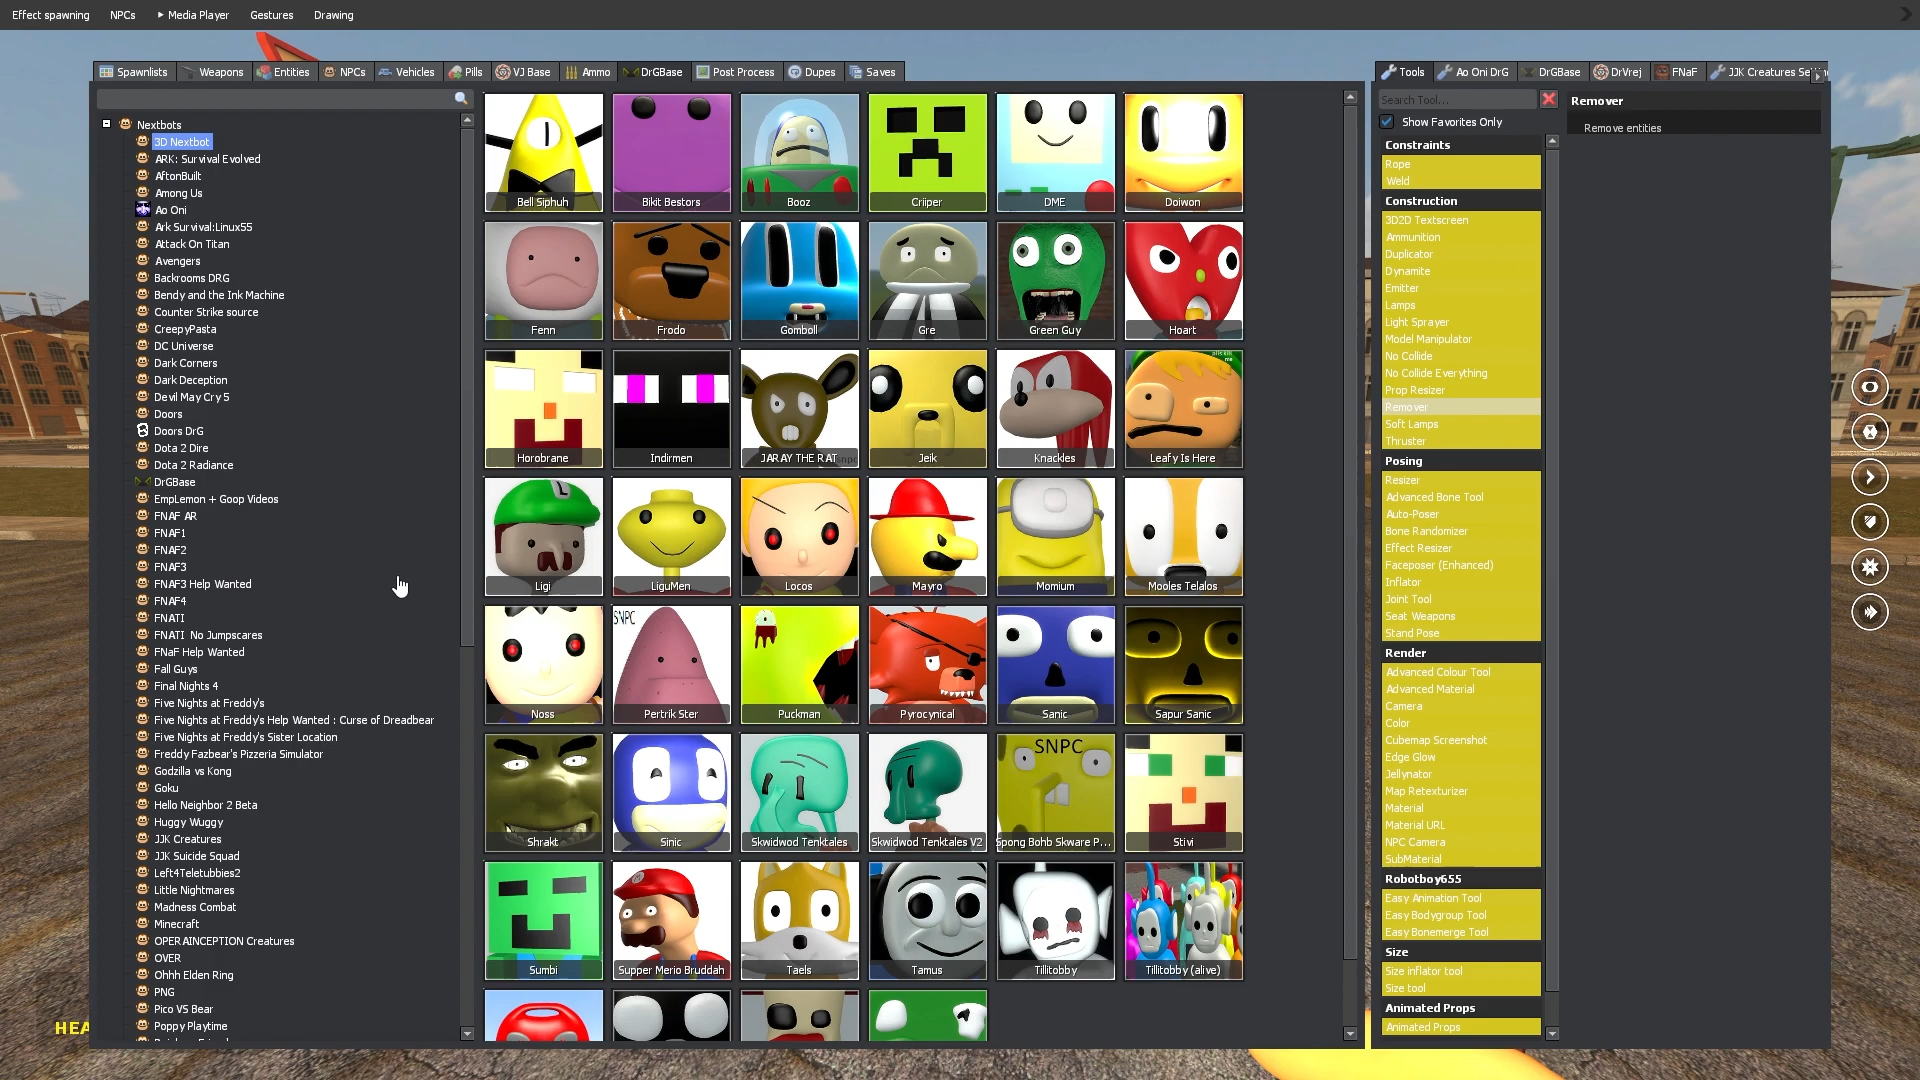 Effect spawning NPCs Media Player Gestures Drawing
Spawnlists Weapons Entities NPCs Vehicles Pills VJ Base Ammo DrGBase Post Process Dupes Saves
Nextbots
3D Nextbot
ARK: Survival Evolved
AftonBuilt
Among Us
Ao Oni
Ark Survival:Linux55
Attack On Titan
Avengers
Backrooms DRG
Bendy and the Ink Machine
Counter Strike source
CreepyPasta
DC Universe
Dark Corners
Dark Deception
Devil May Cry 5
Doors
Doors DrG
Dota 2 Dire
Dota 2 Radiance
DrGBase
EmpLemon + Goop Videos
FNAF AR
FNAF1
FNAF2
FNAF3
FNAF3 Help Wanted
FNAF4
FNATI
FNATI No Jumpscares
FNaF Help Wanted
Fall Guys
Final Nights 4
Five Nights at Freddy's
Five Nights at Freddy's Help Wanted : Curse of Dreadbear
Five Nights at Freddy's Sister Location
Freddy Fazbear's Pizzeria Simulator
Godzilla vs Kong
Goku
Hello Neighbor 2 Beta
Huggy Wuggy
JJK Creatures
JJK Suicide Squad
Left4Teletubbies2
Little Nightmares
Madness Combat
Minecraft
OPERAINCEPTION Creatures
OVER
Ohhh Elden Ring
PNG
Pico VS Bear
Poppy Playtime
HEA
Bell Siphuh Bikit Bestors Booz Criiper DME Doiwon
Fenn Frodo Gomboll Gre Green Guy Hoart
Horobrane Indirmen JARAY THE RAT Jeik Knackles Leafy Is Here
Ligi LiguMen Locos Mayro Momium Mooles Telalos
SNPC
Noss Pertrik Ster Puckman Pyrocynical Sanic Sapur Sanic
SNPC
Shrakt Sinic Skwidwod Tenktales Skwidwod Tenktales V2 Spong Bohb Skware P... Stivi
Sumbi Supper Merio Bruddah Taels Tamus Tillitobby Tillitobby (alive)
Tools Ao Oni DrG DrGBase DrVrej FNaF JJK Creatures
Search Tool...
Show Favorites Only
Constraints
Rope
Weld
Construction
3D2D Textscreen
Ammunition
Duplicator
Dynamite
Emitter
Lamps
Light Sprayer
Model Manipulator
No Collide
No Collide Everything
Prop Resizer
Remover
Soft Lamps
Thruster
Posing
Resizer
Advanced Bone Tool
Auto-Poser
Bone Randomizer
Effect Resizer
Faceposer (Enhanced)
Inflator
Joint Tool
Seat Weapons
Stand Pose
Render
Advanced Colour Tool
Advanced Material
Camera
Color
Cubemap Screenshot
Edge Glow
Jellynator
Map Retexturizer
Material
Material URL
NPC Camera
SubMaterial
Robotboy655
Easy Animation Tool
Easy Bodygroup Tool
Easy Bonemerge Tool
Size
Size inflator tool
Size tool
Animated Props
Animated Props
Remover
Remove entities